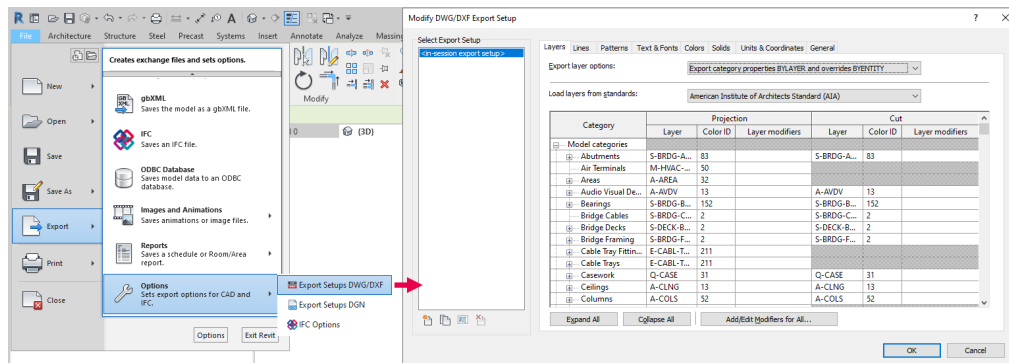 File Architecture Structure Steel Precast Systems Insert Annotate Analyze Massing
Creates exchange files and sets options.
New
Open
Save
Save As
Export
Print
Close
gbXML
Saves the model as a gbXML file.
IFC
Saves an IFC file.
ODBC Database
Saves model data to an ODBC
database.
Images and Animations
Saves animations or image files.
Reports
Saves a schedule or Room/Area
report.
Options
Sets export options for CAD and
IFC.
Options Exit Revit
Export Setups DWG/DXF
Export Setups DGN
IFC Options
Modify
{3D}
Modify DWG/DXF Export Setup ? ×
Select Export Setup
<in-session export setup>
Layers Lines Patterns Text & Fonts Colors Solids Units & Coordinates General
Export layer options: Export category properties BYLAYER and overrides BYENTITY
Load layers from standards: American Institute of Architects Standard (AIA)
Category Projection Cut
Layer Color ID Layer modifiers Layer Color ID Layer modifiers
Model categories
Abutments S-BRDG-A... 83 S-BRDG-A... 83
Air Terminals M-HVAC-... 50
Areas A-AREA 32
Audio Visual De... A-AVDV 13 A-AVDV 13
Bearings S-BRDG-B... 152 S-BRDG-B... 152
Bridge Cables S-BRDG-C... 2 S-BRDG-C... 2
Bridge Decks S-DECK-B... 2 S-DECK-B... 2
Bridge Framing S-BRDG-F... 2 S-BRDG-F... 2
Cable Tray Fittin... E-CABL-T... 211
Cable Trays E-CABL-T... 211
Casework Q-CASE 31 Q-CASE 31
Ceilings A-CLNG 13 A-CLNG 13
Columns A-COLS 52 A-COLS 52
Expand All Collapse All Add/Edit Modifiers for All...
OK Cancel